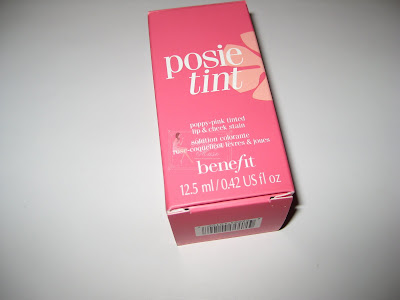 posie
tint
poppy-pink tinted
lip & cheek stain
solution colorante
rose-coquelicot lèvres & joues
benefit
12.5 ml/0.42 US fl oz